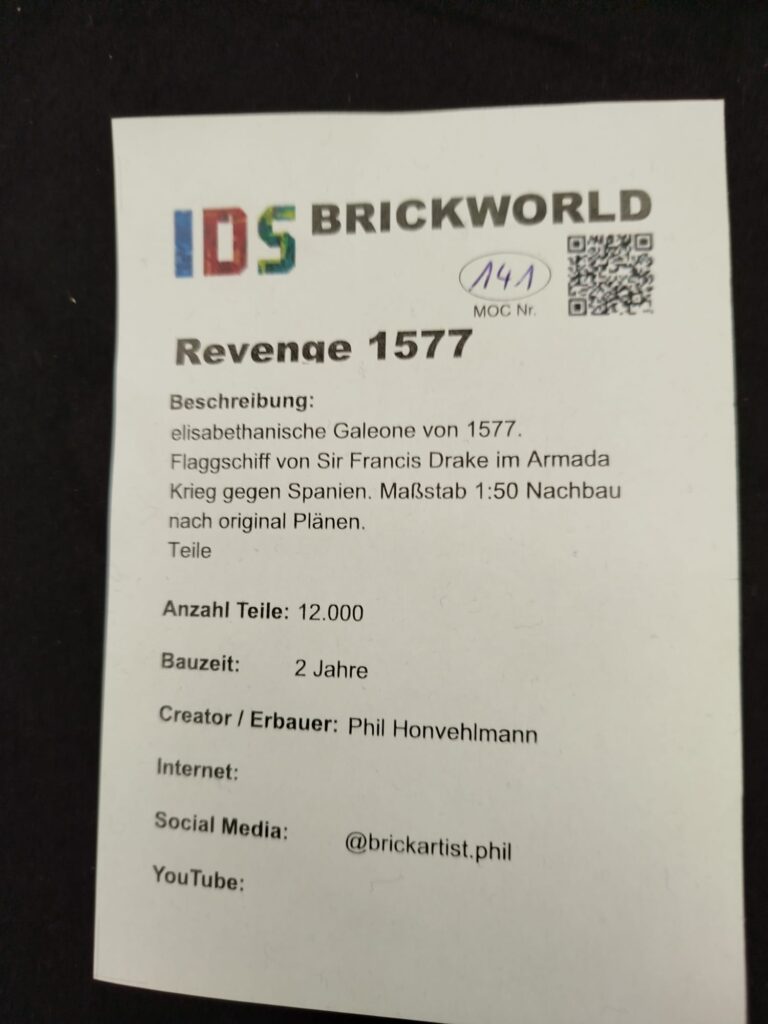 IDS BRICKWORLD
141
MOC Nr.
Revenge 1577
Beschreibung:
elisabethanische Galeone von 1577.
Flaggschiff von Sir Francis Drake im Armada
Krieg gegen Spanien. Maßstab 1:50 Nachbau
nach original Plänen.
Teile
Anzahl Teile: 12.000
Bauzeit: 2 Jahre
Creator / Erbauer: Phil Honvehlmann
Internet:
Social Media: @brickartist.phil
YouTube: